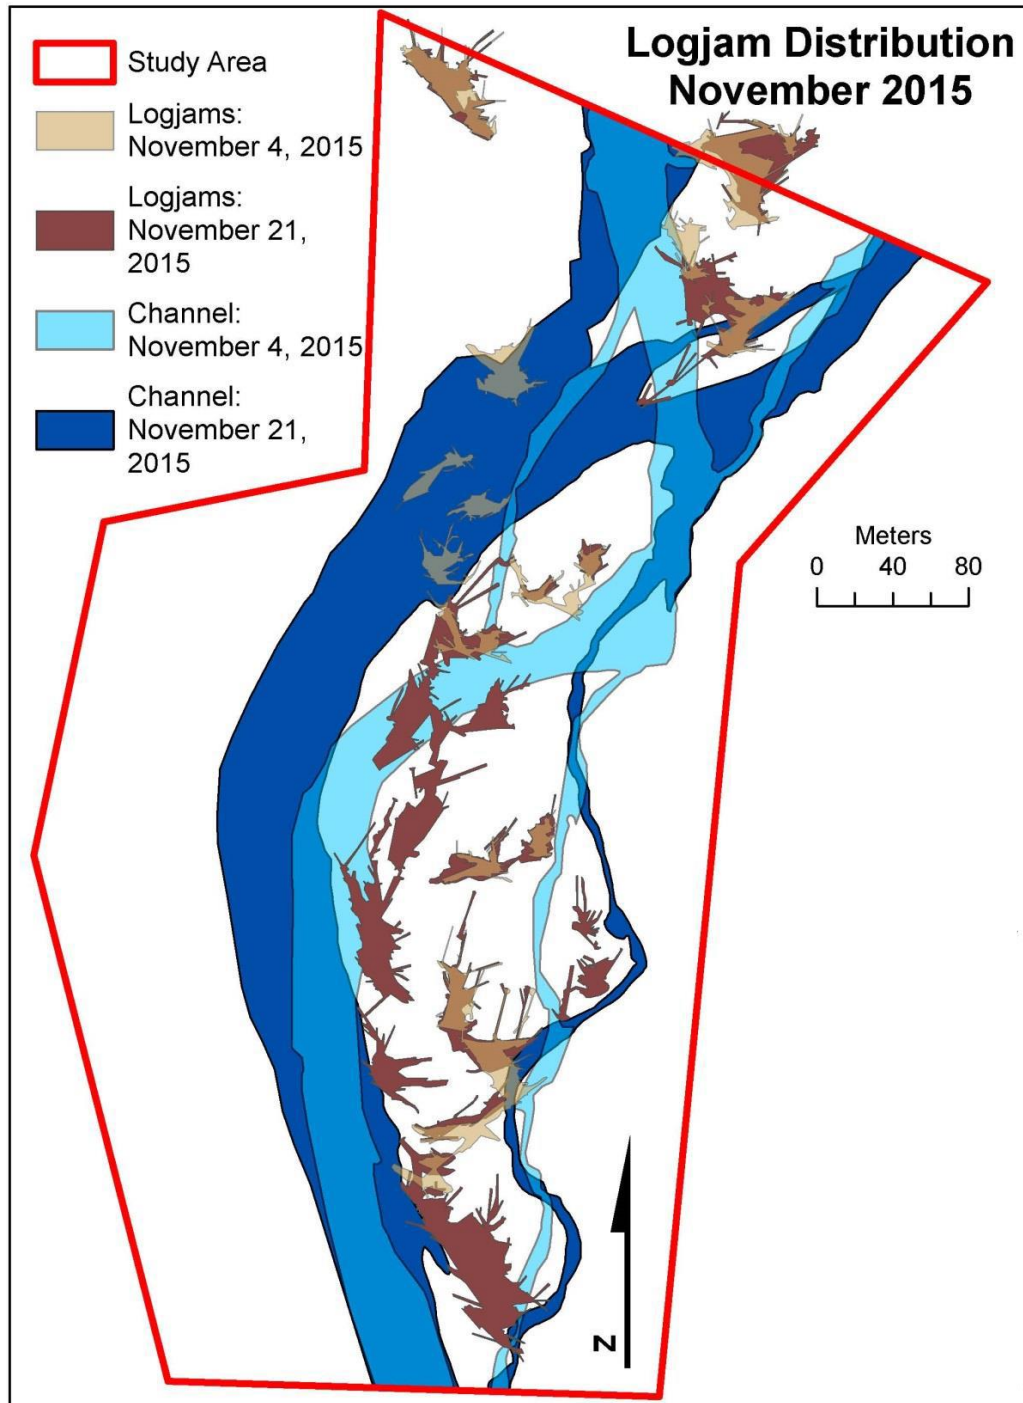 Logjam Distribution
November 2015
Study Area
Logjams:
November 4, 2015
Logjams:
November 21,
2015
Channel:
November 4, 2015
Channel:
November 21,
2015
Meters
0 40 80
N